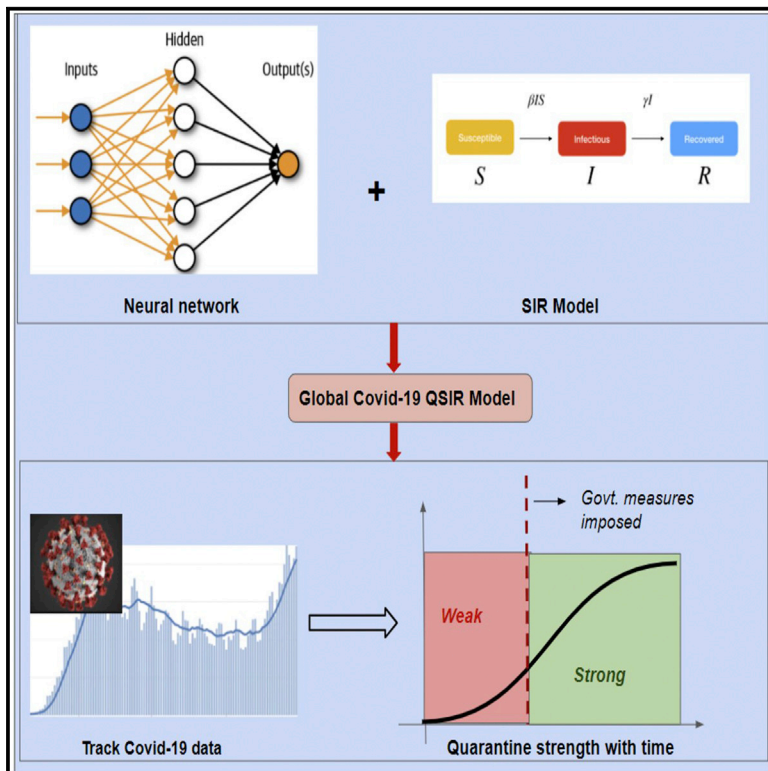 Hidden
Inputs
Output(s)
Neural network
+
βIS
γI
Susceptible
Infectious
Recovered
S
I
R
SIR Model
Global Covid-19 QSIR Model
Track Covid-19 data
Govt. measures
imposed
Weak
Strong
Quarantine strength with time